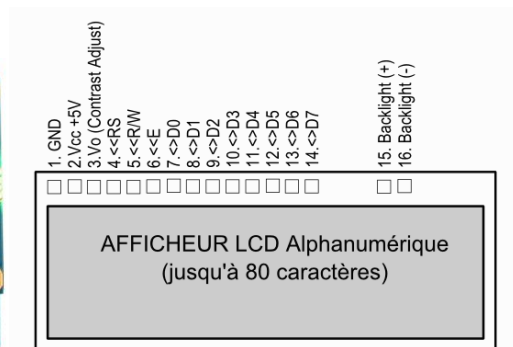 1. GND
2.Vcc +5V
3.Vo (Contrast Adjust)
4.<<RS
5.<<R/W
6.<<E
7.<>D0
8.<>D1
9.<>D2
10.<>D3
11.<>D4
12.<>D5
13.<>D6
14.<>D7
15. Backlight (+)
16. Backlight (-)
AFFICHEUR LCD Alphanumérique
(jusqu'à 80 caractères)